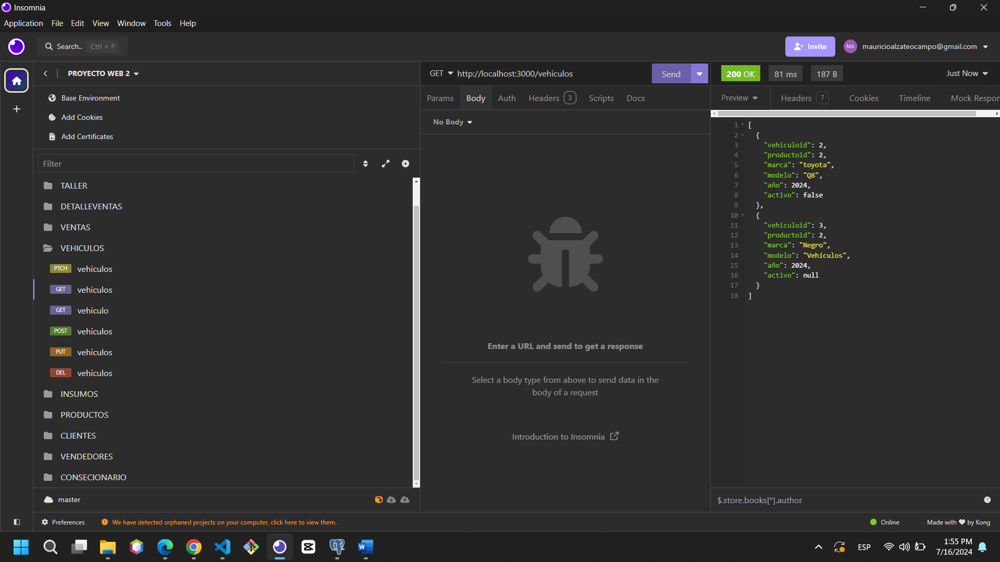 Insomnia
Application File Edit View Window Tools Help
Search.. Ctrl + P
Invite
MA mauricioalzateocampo@gmail.com
PROYECTO WEB 2
Base Environment
Add Cookies
Add Certificates
Filter
TALLER
DETALLEVENTAS
VENTAS
VEHICULOS
PTCH vehiculos
GET vehiculos
GET vehiculo
POST vehiculos
PUT vehiculos
DEL vehiculos
INSUMOS
PRODUCTOS
CLIENTES
VENDEDORES
CONSECIONARIO
master
GET http://localhost:3000/vehiculos Send
Params Body Auth Headers 3 Scripts Docs
No Body
Enter a URL and send to get a response
Select a body type from above to send data in the
body of a request
Introduction to Insomnia
200 OK 81 ms 187 B Just Now
Preview Headers 7 Cookies Timeline Mock Respor
1 [
2 {
3 "vehiculoid": 2,
4 "productoid": 2,
5 "marca": "toyota",
6 "modelo": "Q8",
7 "año": 2024,
8 "activo": false
9 },
10 {
11 "vehiculoid": 3,
12 "productoid": 2,
13 "marca": "Negro",
14 "modelo": "Vehículos",
15 "año": 2024,
16 "activo": null
17 }
18 ]
$.store.books[*].author
Preferences We have detected orphaned projects on your computer, click here to view them. Online Made with by Kong
ESP
1:55 PM
7/16/2024